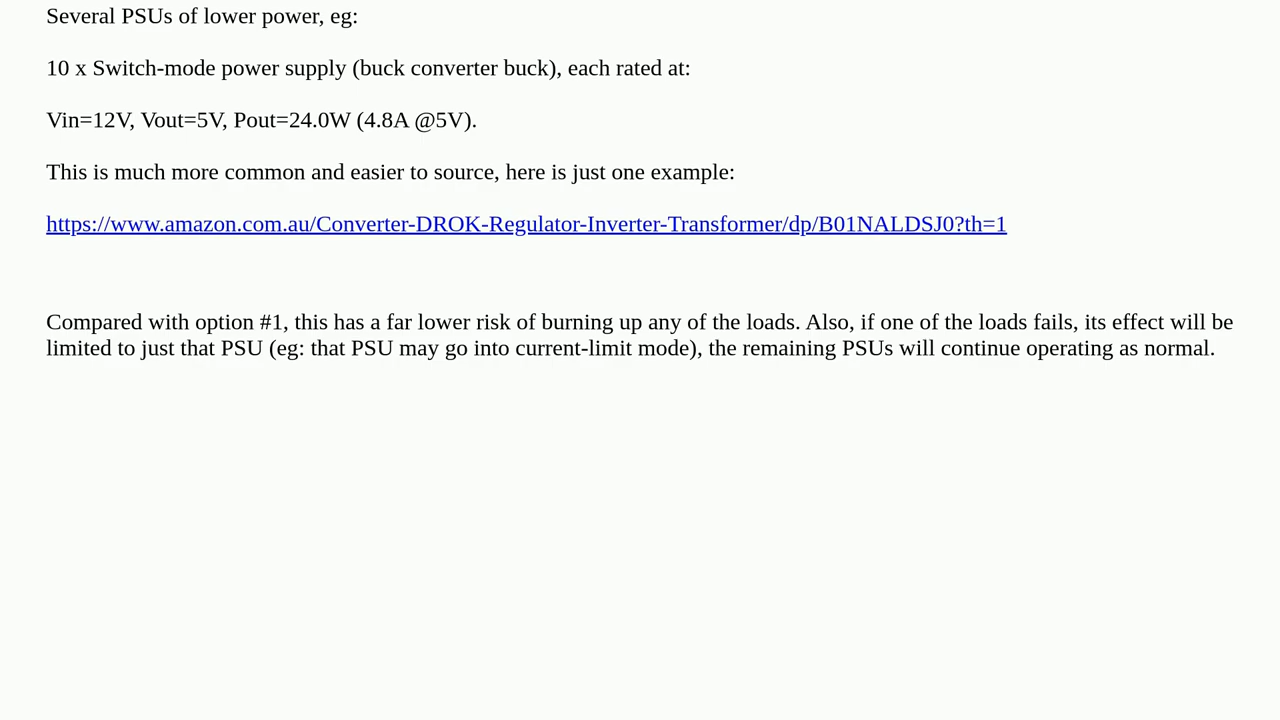 Several PSUs of lower power, eg:
10 x Switch-mode power supply (buck converter buck), each rated at:
Vin=12V, Vout=5V, Pout=24.0W (4.8A @5V).
This is much more common and easier to source, here is just one example:
https://www.amazon.com.au/Converter-DROK-Regulator-Inverter-Transformer/dp/B01NALDSJ0?th=1
Compared with option #1, this has a far lower risk of burning up any of the loads. Also, if one of the loads fails, its effect will be
limited to just that PSU (eg: that PSU may go into current-limit mode), the remaining PSUs will continue operating as normal.